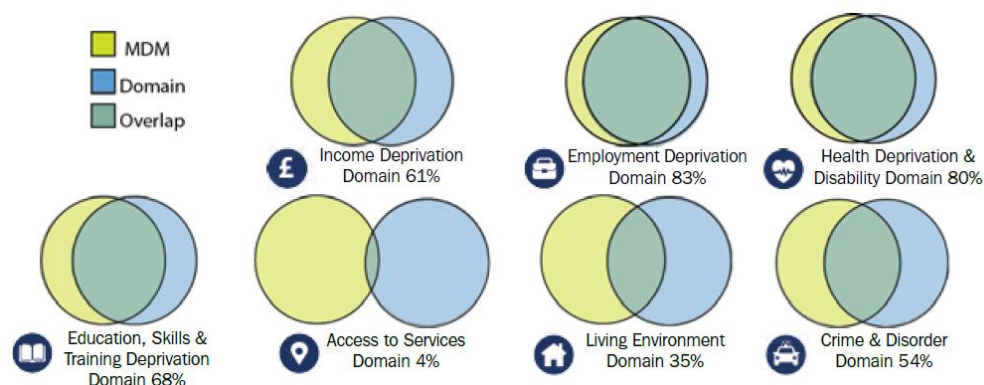 MDM
Domain
Overlap
£
Income Deprivation
Domain 61%
Employment Deprivation
Domain 83%
Health Deprivation &
Disability Domain 80%
Education, Skills &
Training Deprivation
Domain 68%
Access to Services
Domain 4%
Living Environment
Domain 35%
Crime & Disorder
Domain 54%